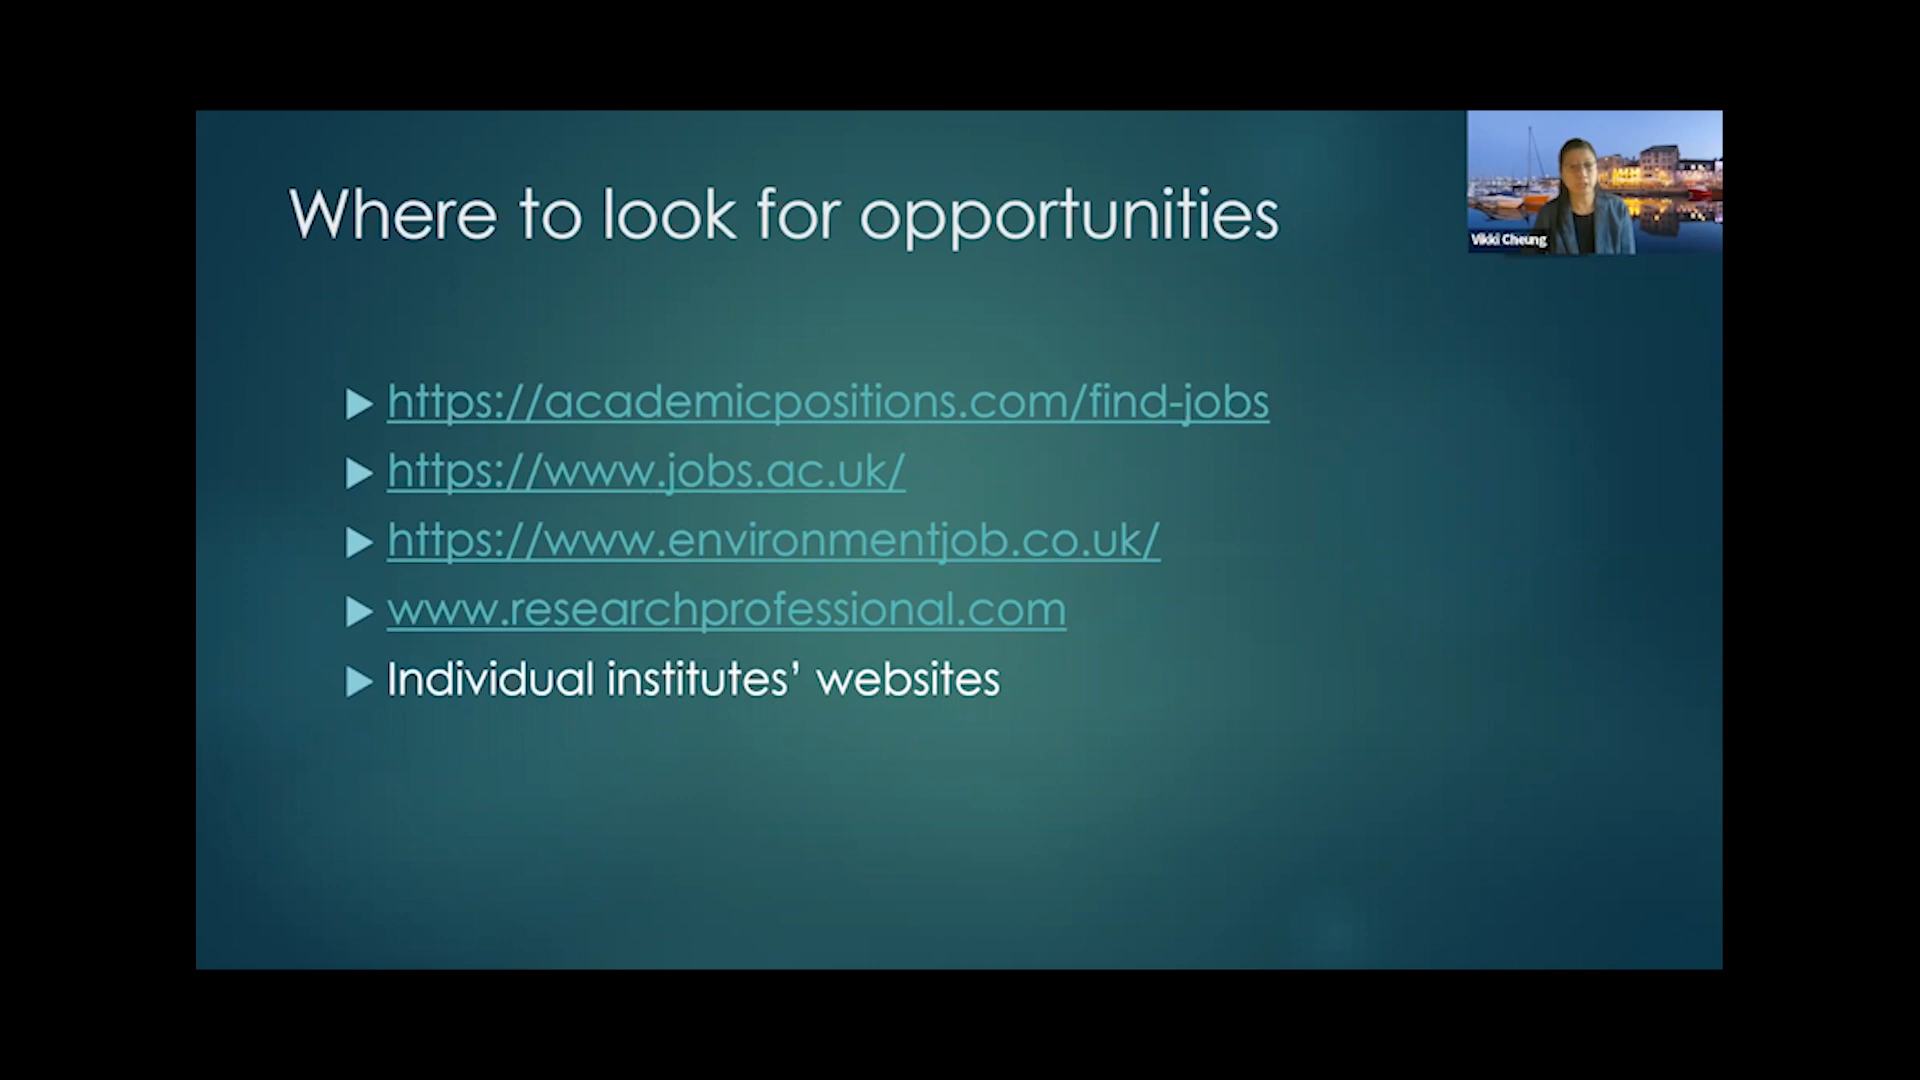 Where to look for opportunities
Vikki Cheung
https://academicpositions.com/find-jobs
https://www.jobs.ac.uk/
https://www.environmentjob.co.uk/
www.researchprofessional.com
Individual institutes’ websites